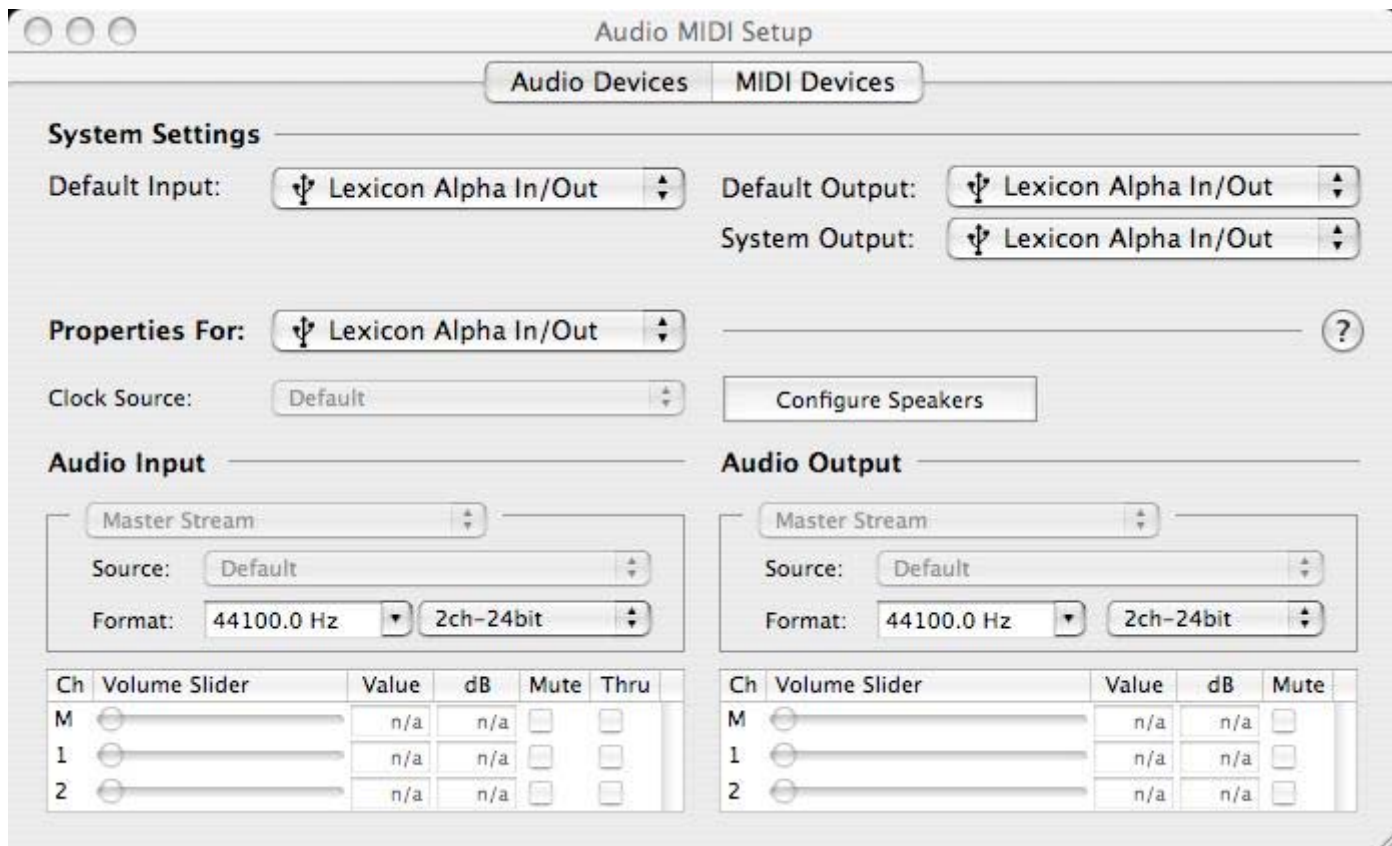 Audio MIDI Setup
Audio Devices MIDI Devices
System Settings
Default Input: Lexicon Alpha In/Out
Default Output: Lexicon Alpha In/Out
System Output: Lexicon Alpha In/Out
Properties For: Lexicon Alpha In/Out ?
Clock Source: Default
Configure Speakers
Audio Input
Master Stream
Source: Default
Format: 44100.0 Hz 2ch-24bit
Ch Volume Slider Value dB Mute Thru
M n/a n/a
1 n/a n/a
2 n/a n/a
Audio Output
Master Stream
Source: Default
Format: 44100.0 Hz 2ch-24bit
Ch Volume Slider Value dB Mute
M n/a n/a
1 n/a n/a
2 n/a n/a